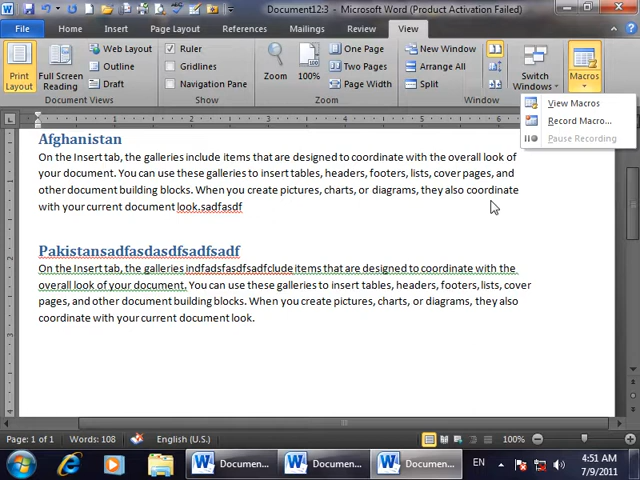 Document12:3 - Microsoft Word (Product Activation Failed)
File Home Insert Page Layout References Mailings Review View
Print Layout
Full Screen Reading
Web Layout
Outline
Draft
Document Views
Ruler
Gridlines
Navigation Pane
Show
Zoom
100%
One Page
Two Pages
Page Width
Zoom
New Window
Arrange All
Split
Window
Switch Windows
Macros
View Macros
Record Macro...
Pause Recording
Afghanistan
On the Insert tab, the galleries include items that are designed to coordinate with the overall look of
your document. You can use these galleries to insert tables, headers, footers, lists, cover pages, and
other document building blocks. When you create pictures, charts, or diagrams, they also coordinate
with your current document look.sadfasdf
Pakistansadfasdasdfsadfsadf
On the Insert tab, the galleries indfadsfasdfsadfclude items that are designed to coordinate with the
overall look of your document. You can use these galleries to insert tables, headers, footers, lists, cover
pages, and other document building blocks. When you create pictures, charts, or diagrams, they also
coordinate with your current document look.
Page: 1 of 1 Words: 108 English (U.S.) 100%
Documen... Documen... Documen... EN 4:51 AM
7/9/2011